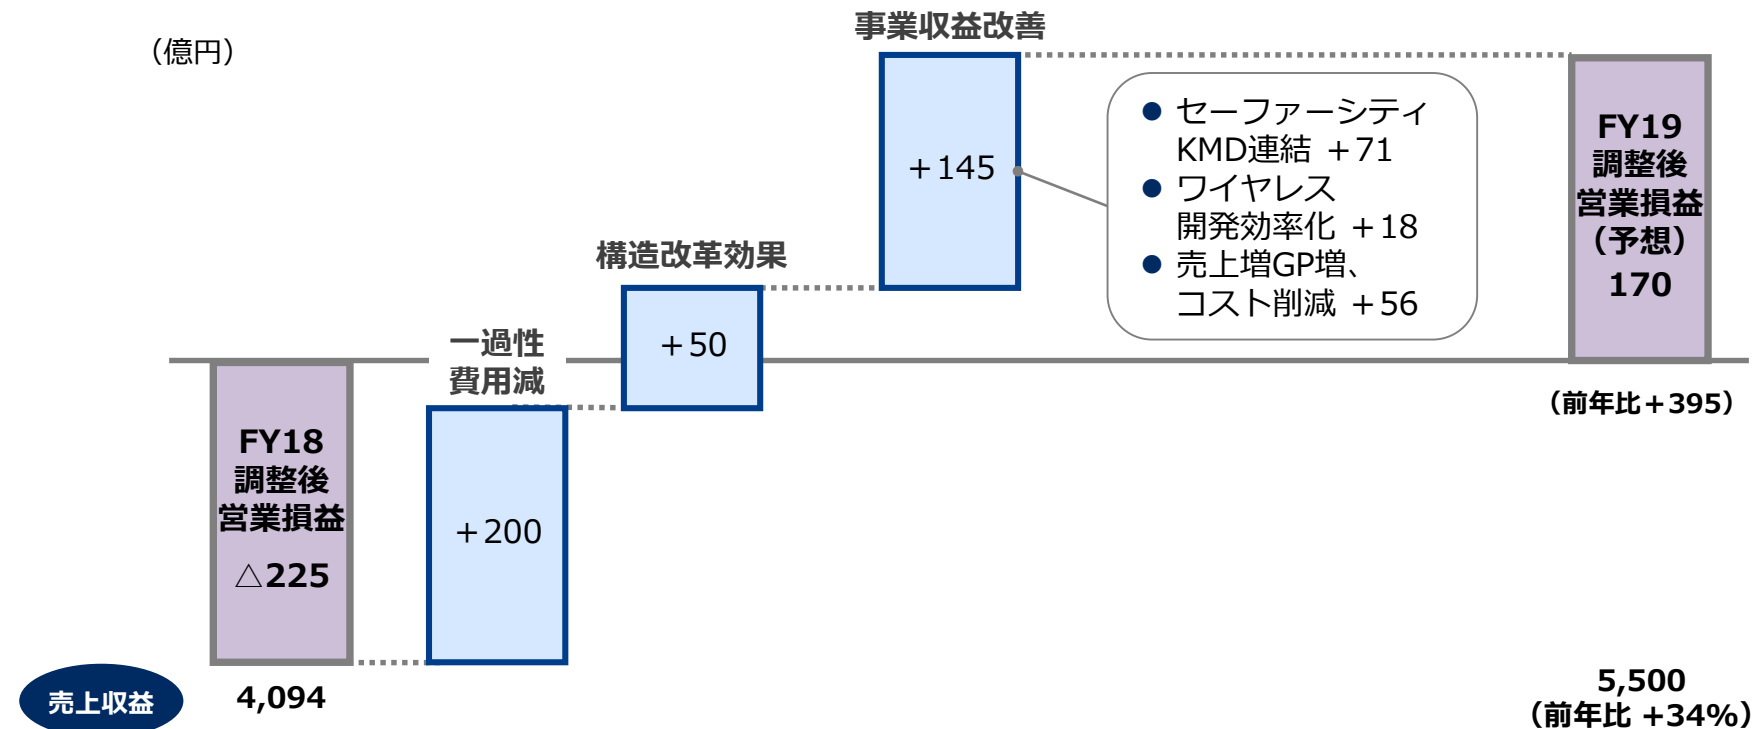 （億円）
FY18
調整後
営業損益
△225
一過性
費用減
＋200
構造改革効果
＋50
事業収益改善
＋145
● セーファーシティ
KMD連結 ＋71
● ワイヤレス
開発効率化 ＋18
● 売上増GP増、
コスト削減 ＋56
FY19
調整後
営業損益
（予想）
170
（前年比＋395）
売上収益
4,094
5,500
（前年比 +34%）